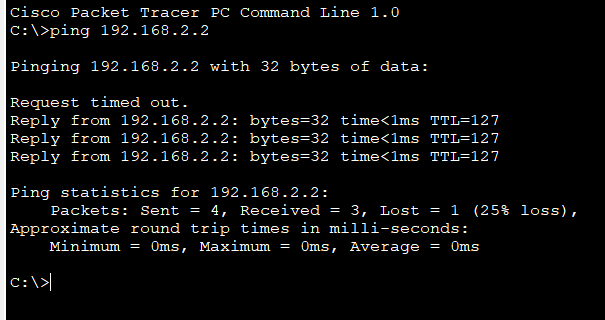 Cisco Packet Tracer PC Command Line 1.0
C:\>ping 192.168.2.2
Pinging 192.168.2.2 with 32 bytes of data:
Request timed out.
Reply from 192.168.2.2: bytes=32 time<1ms TTL=127
Reply from 192.168.2.2: bytes=32 time<1ms TTL=127
Reply from 192.168.2.2: bytes=32 time<1ms TTL=127
Ping statistics for 192.168.2.2:
    Packets: Sent = 4, Received = 3, Lost = 1 (25% loss),
Approximate round trip times in milli-seconds:
    Minimum = 0ms, Maximum = 0ms, Average = 0ms
C:\>